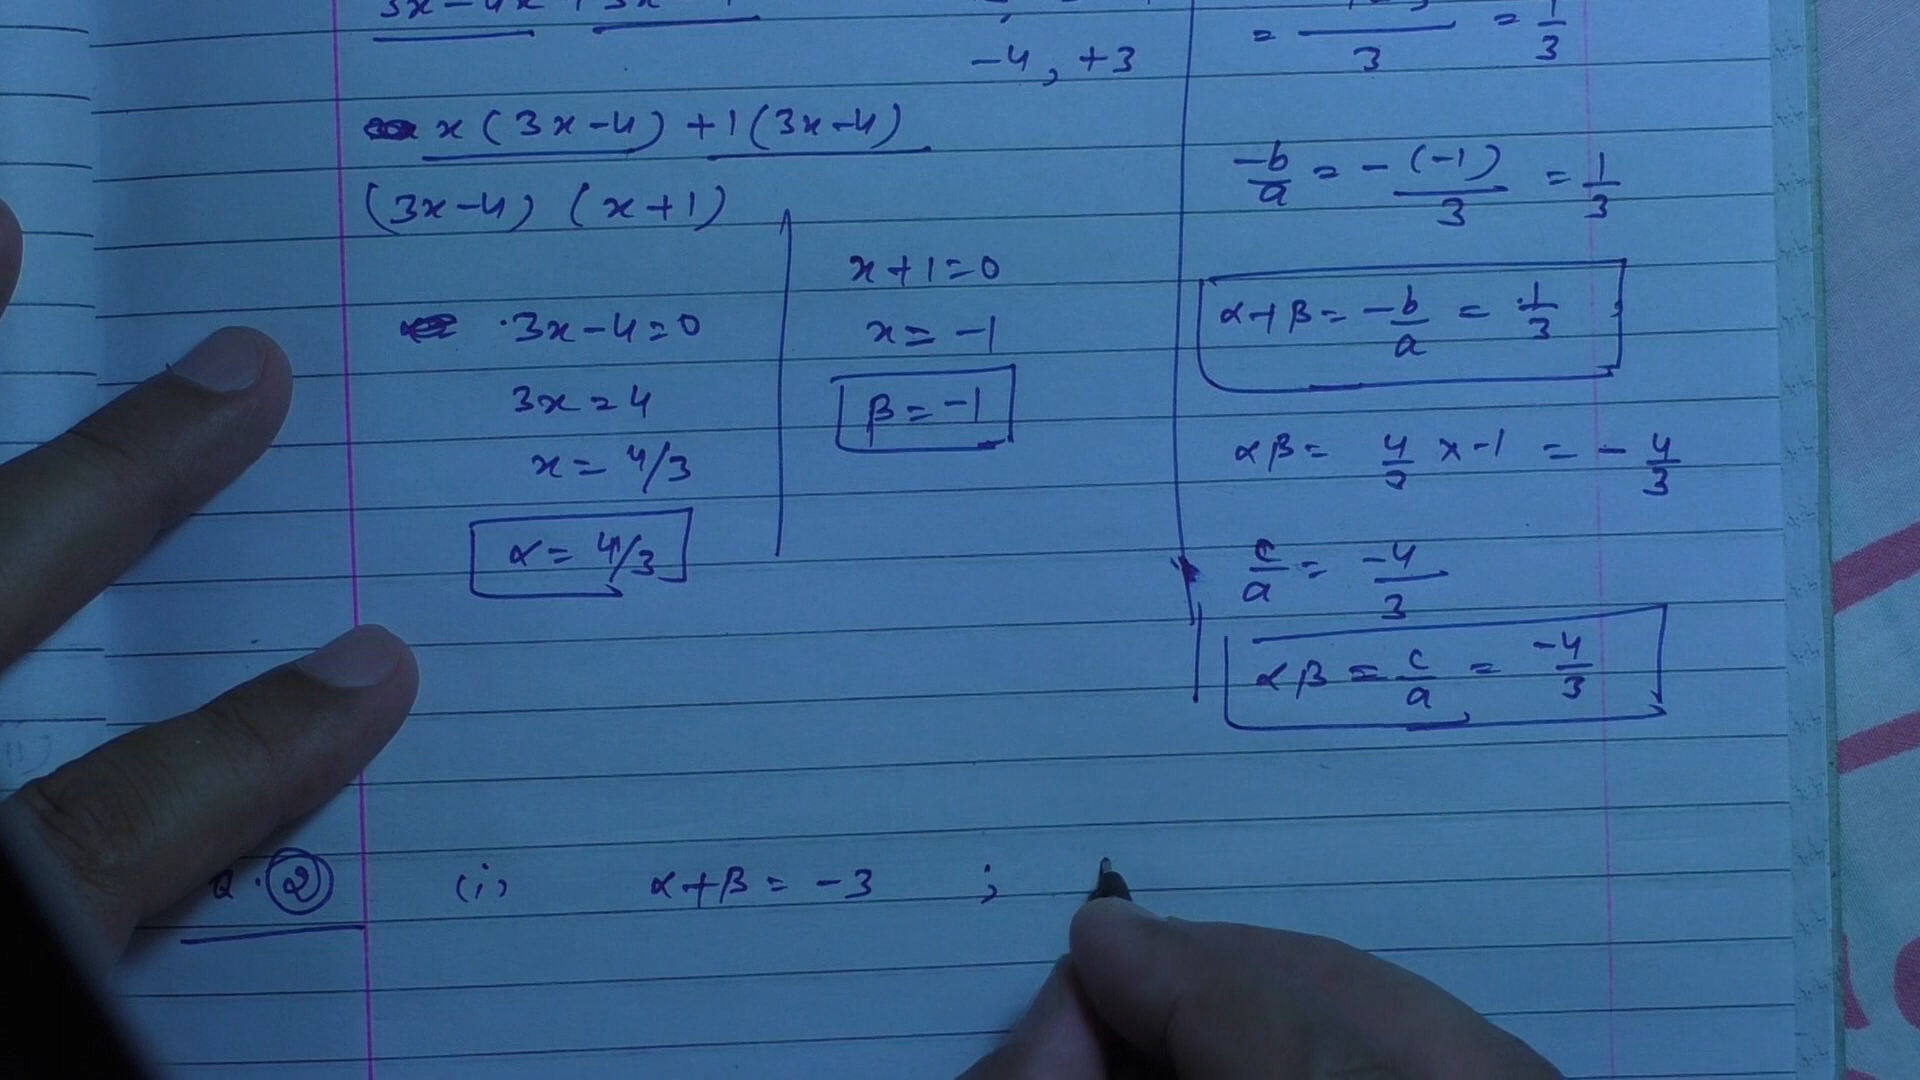 -4, +3
x (3x-4) +1(3x-4)
(3x-4) (x+1)
3x-4=0
3x=4
x= 4/3
α= 4/3
x+1=0
x= -1
β= -1
= /3 = 1/3
-b/a = -(-1)/3 = 1/3
α+β= -b/a = 1/3
αβ= 4/3 x-1 = -4/3
c/a = -4/3
αβ = c/a = -4/3
Q.② (i) α+β= -3 ;